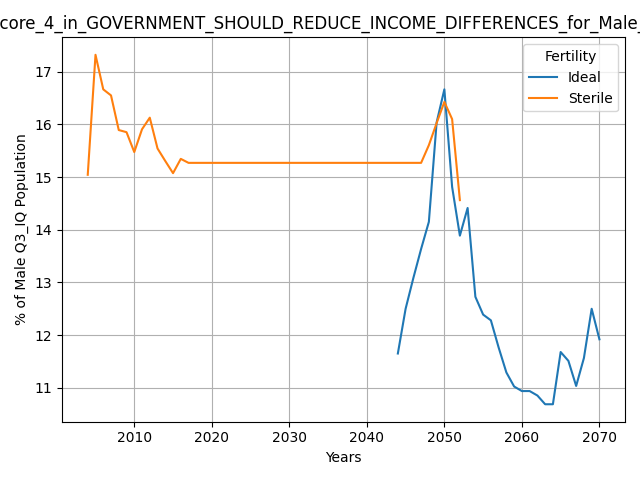 core_4_in_GOVERNMENT_SHOULD_REDUCE_INCOME_DIFFERENCES_for_Male_
Fertility
Ideal
Sterile
% of Male Q3_IQ Population
17
16
15
14
13
12
11
2010 2020 2030 2040 2050 2060 2070
Years